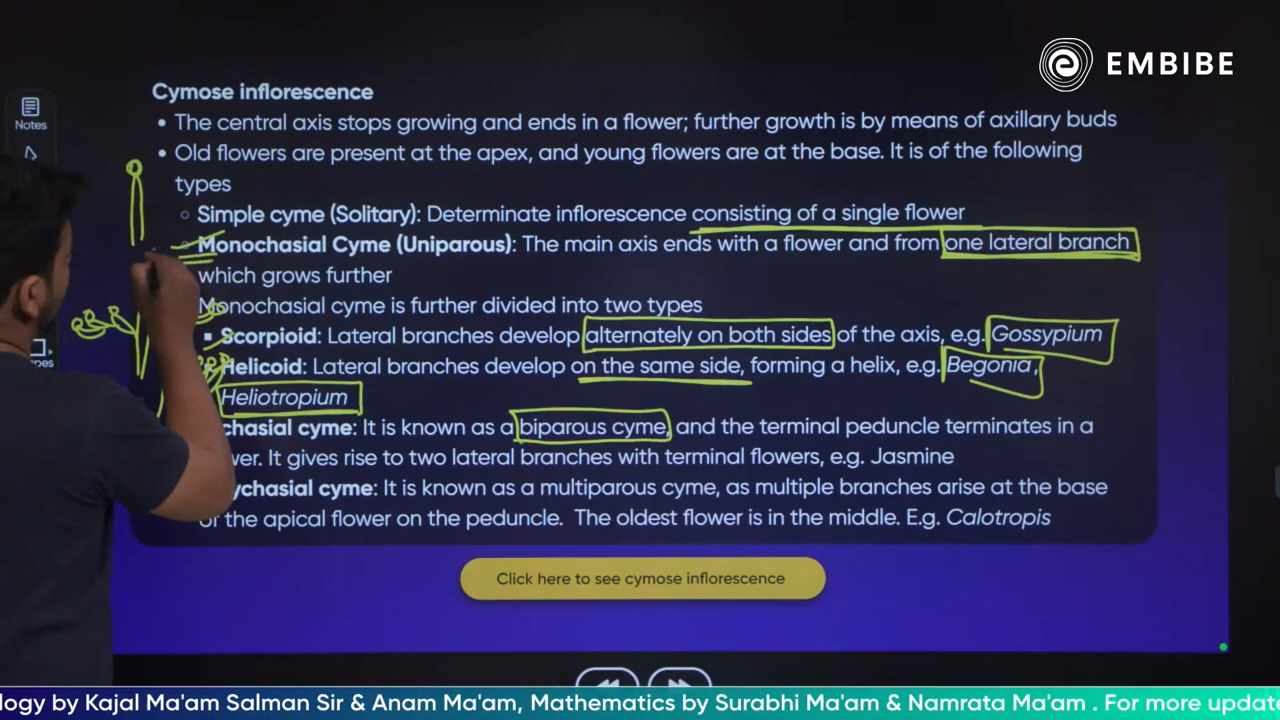 EMBIBE
Notes
Cymose inflorescence
• The central axis stops growing and ends in a flower; further growth is by means of axillary buds
• Old flowers are present at the apex, and young flowers are at the base. It is of the following
types
○ Simple cyme (Solitary): Determinate inflorescence consisting of a single flower
○ Monochasial Cyme (Uniparous): The main axis ends with a flower and from one lateral branch
which grows further
Monochasial cyme is further divided into two types
▪ Scorpioid: Lateral branches develop alternately on both sides of the axis, e.g. Gossypium
Helicoid: Lateral branches develop on the same side, forming a helix, e.g. Begonia,
Heliotropium
chasial cyme: It is known as a biparous cyme, and the terminal peduncle terminates in a
wer. It gives rise to two lateral branches with terminal flowers, e.g. Jasmine
ychasial cyme: It is known as a multiparous cyme, as multiple branches arise at the base
of the apical flower on the peduncle. The oldest flower is in the middle. E.g. Calotropis
Click here to see cymose inflorescence
logy by Kajal Ma'am Salman Sir & Anam Ma'am, Mathematics by Surabhi Ma'am & Namrata Ma'am . For more updat